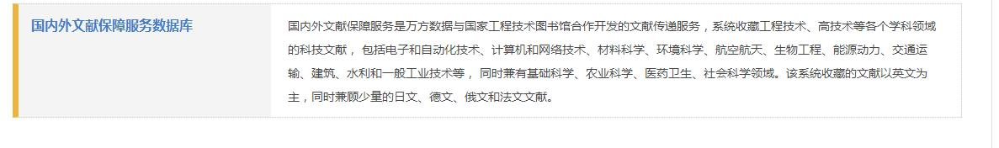 国内外文献保障服务数据库
国内外文献保障服务是万方数据与国家工程技术图书馆合作开发的文献传递服务，系统收藏工程技术、高技术等各个学科领域
的科技文献， 包括电子和自动化技术、计算机和网络技术、材料科学、环境科学、航空航天、生物工程、能源动力、交通运
输、建筑、水利和一般工业技术等， 同时兼有基础科学、农业科学、医药卫生、社会科学领域。该系统收藏的文献以英文为
主，同时兼顾少量的日文、德文、俄文和法文文献。